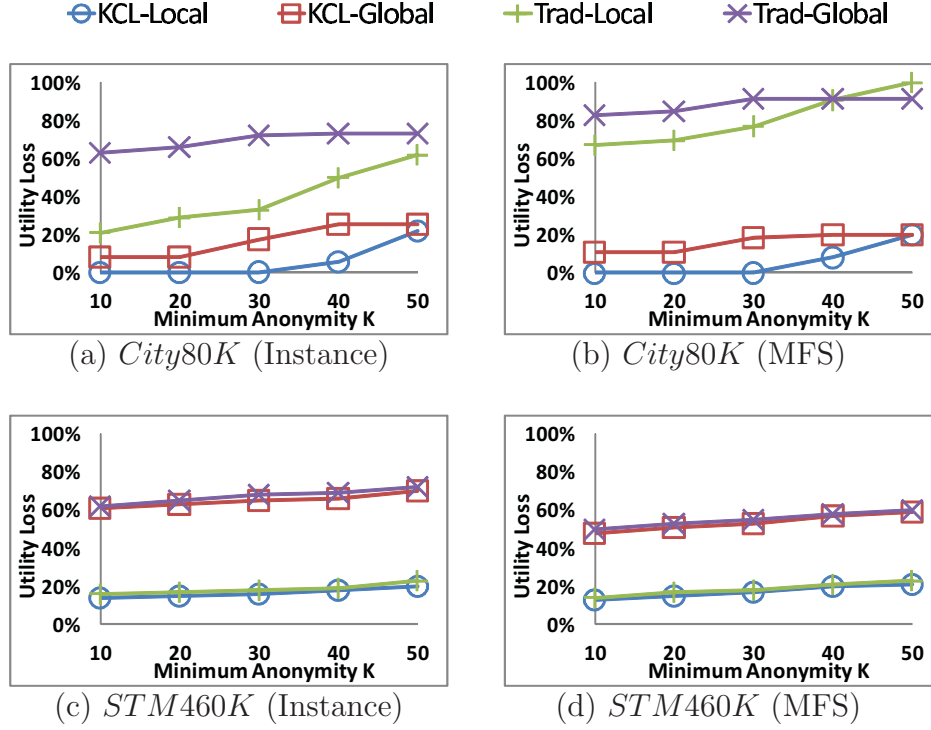 KCL-Local KCL-Global Trad-Local Trad-Global
100%
80%
60%
40%
20%
0%
Utility Loss
10 20 30 40 50
Minimum Anonymity K
(a) City80K (Instance)
100%
80%
60%
40%
20%
0%
Utility Loss
10 20 30 40 50
Minimum Anonymity K
(b) City80K (MFS)
100%
80%
60%
40%
20%
0%
Utility Loss
10 20 30 40 50
Minimum Anonymity K
(c) STM460K (Instance)
100%
80%
60%
40%
20%
0%
Utility Loss
10 20 30 40 50
Minimum Anonymity K
(d) STM460K (MFS)